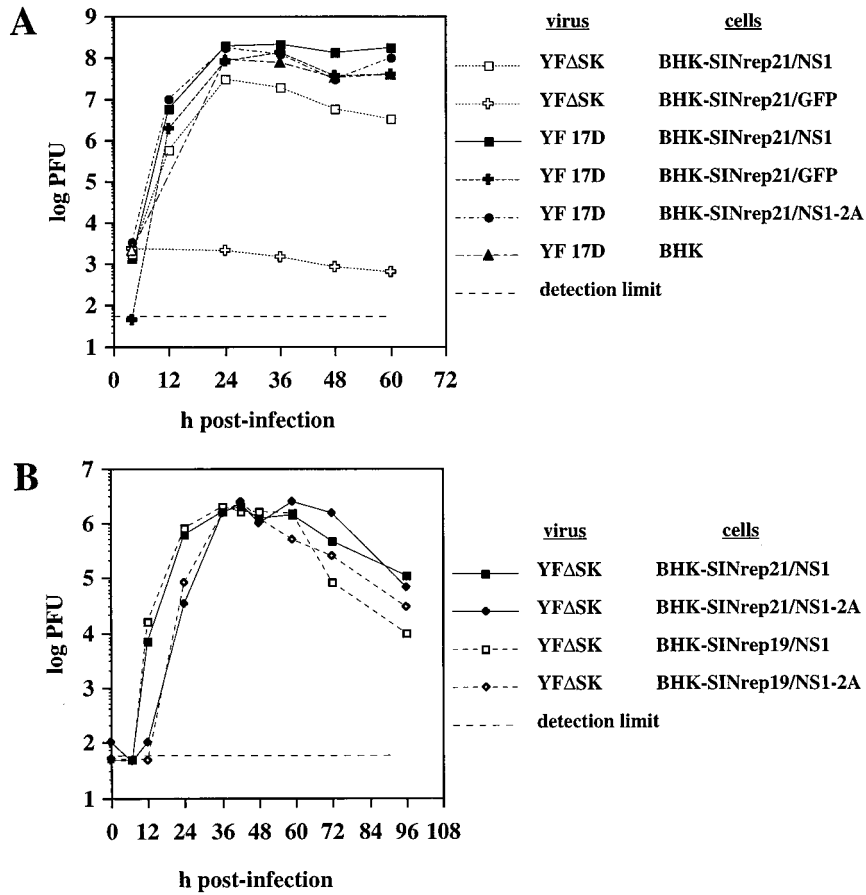 A
virus cells
YFΔSK BHK-SINrep21/NS1
YFΔSK BHK-SINrep21/GFP
YF 17D BHK-SINrep21/NS1
YF 17D BHK-SINrep21/GFP
YF 17D BHK-SINrep21/NS1-2A
YF 17D BHK
detection limit
log PFU
9
8
7
6
5
4
3
2
1
0 12 24 36 48 60 72
h post-infection
B
virus cells
YFΔSK BHK-SINrep21/NS1
YFΔSK BHK-SINrep21/NS1-2A
YFΔSK BHK-SINrep19/NS1
YFΔSK BHK-SINrep19/NS1-2A
detection limit
log PFU
7
6
5
4
3
2
1
0 12 24 36 48 60 72 84 96 108
h post-infection